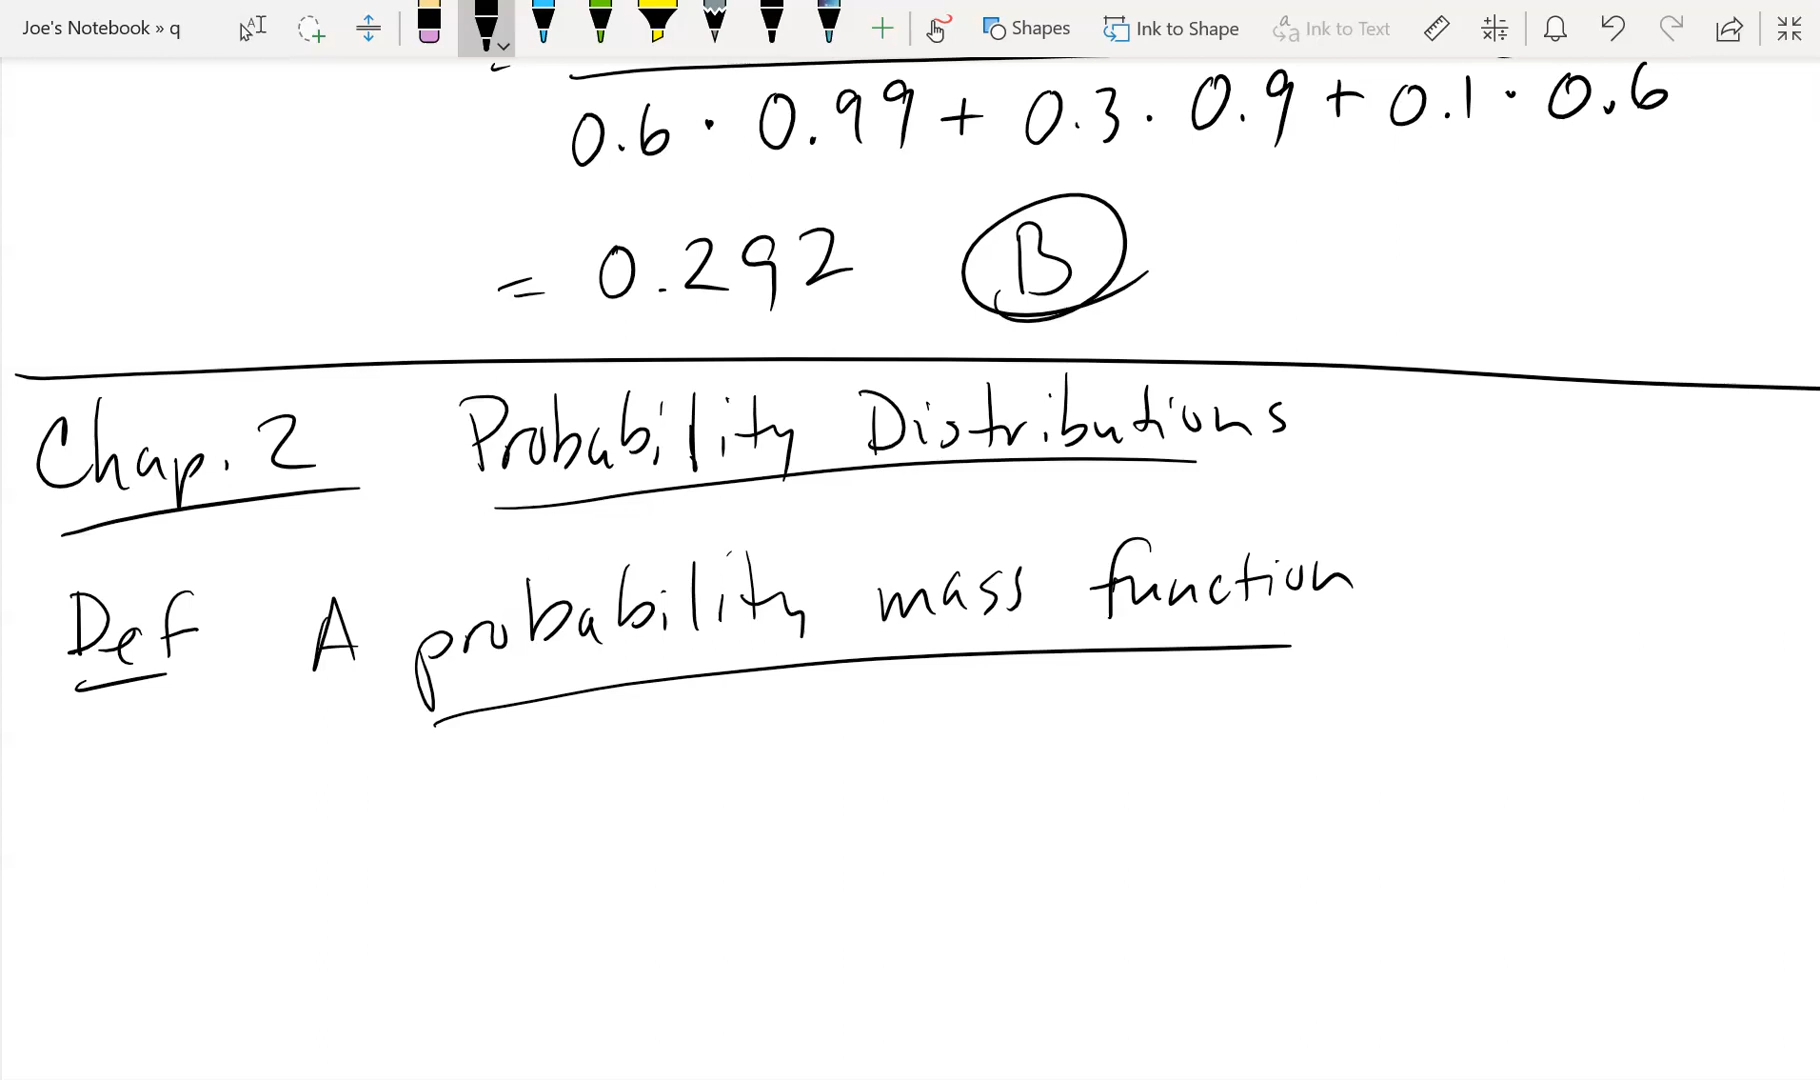 Joe's Notebook » q
Shapes
Ink to Shape
Ink to Text
0.6 · 0.99 + 0.3 · 0.9 + 0.1 · 0.6
= 0.292 B
Chap. 2 Probability Distributions
Def A probability mass function